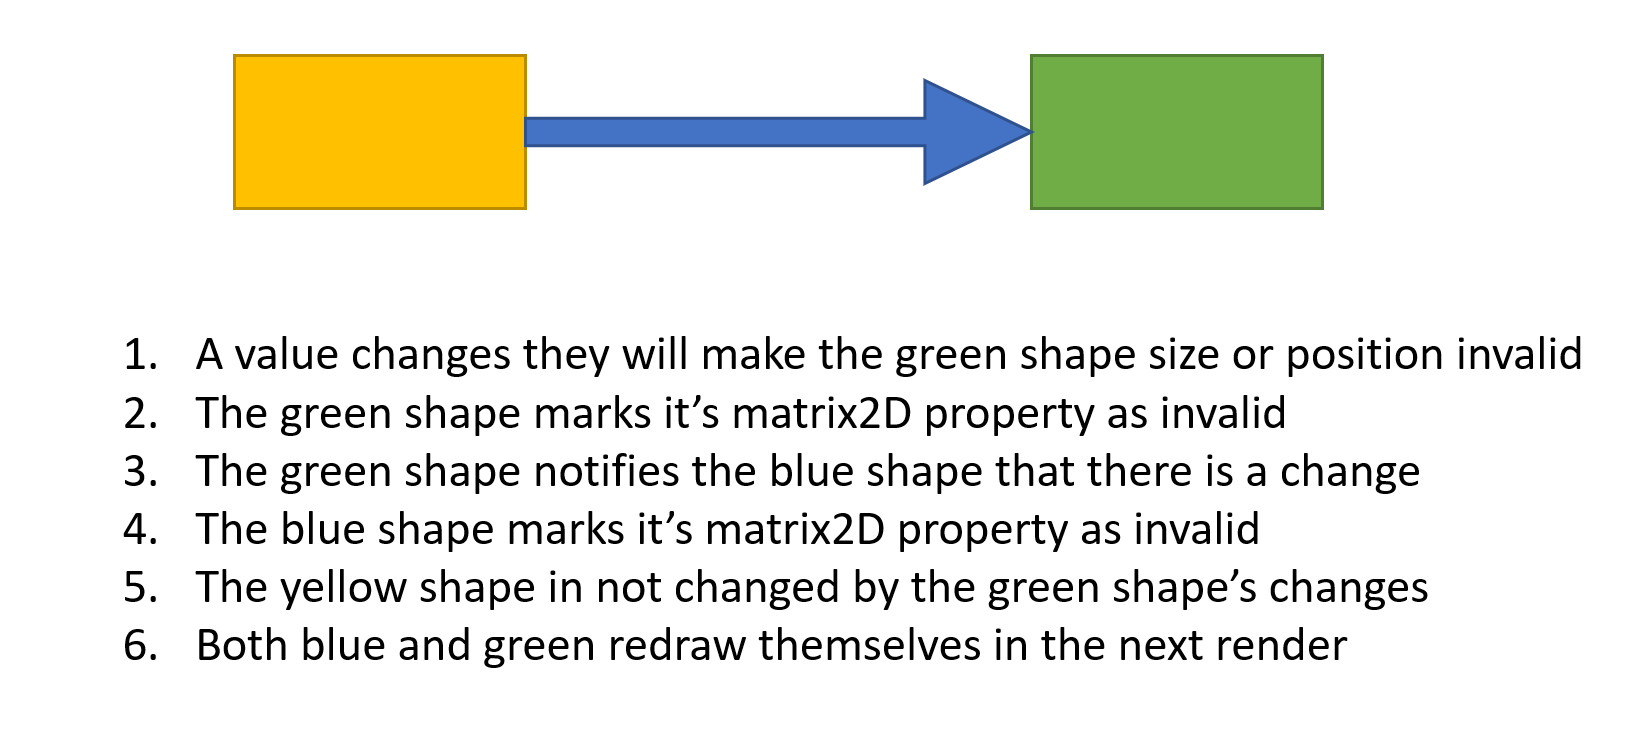 1. A value changes they will make the green shape size or position invalid
2. The green shape marks it’s matrix2D property as invalid
3. The green shape notifies the blue shape that there is a change
4. The blue shape marks it’s matrix2D property as invalid
5. The yellow shape in not changed by the green shape’s changes
6. Both blue and green redraw themselves in the next render